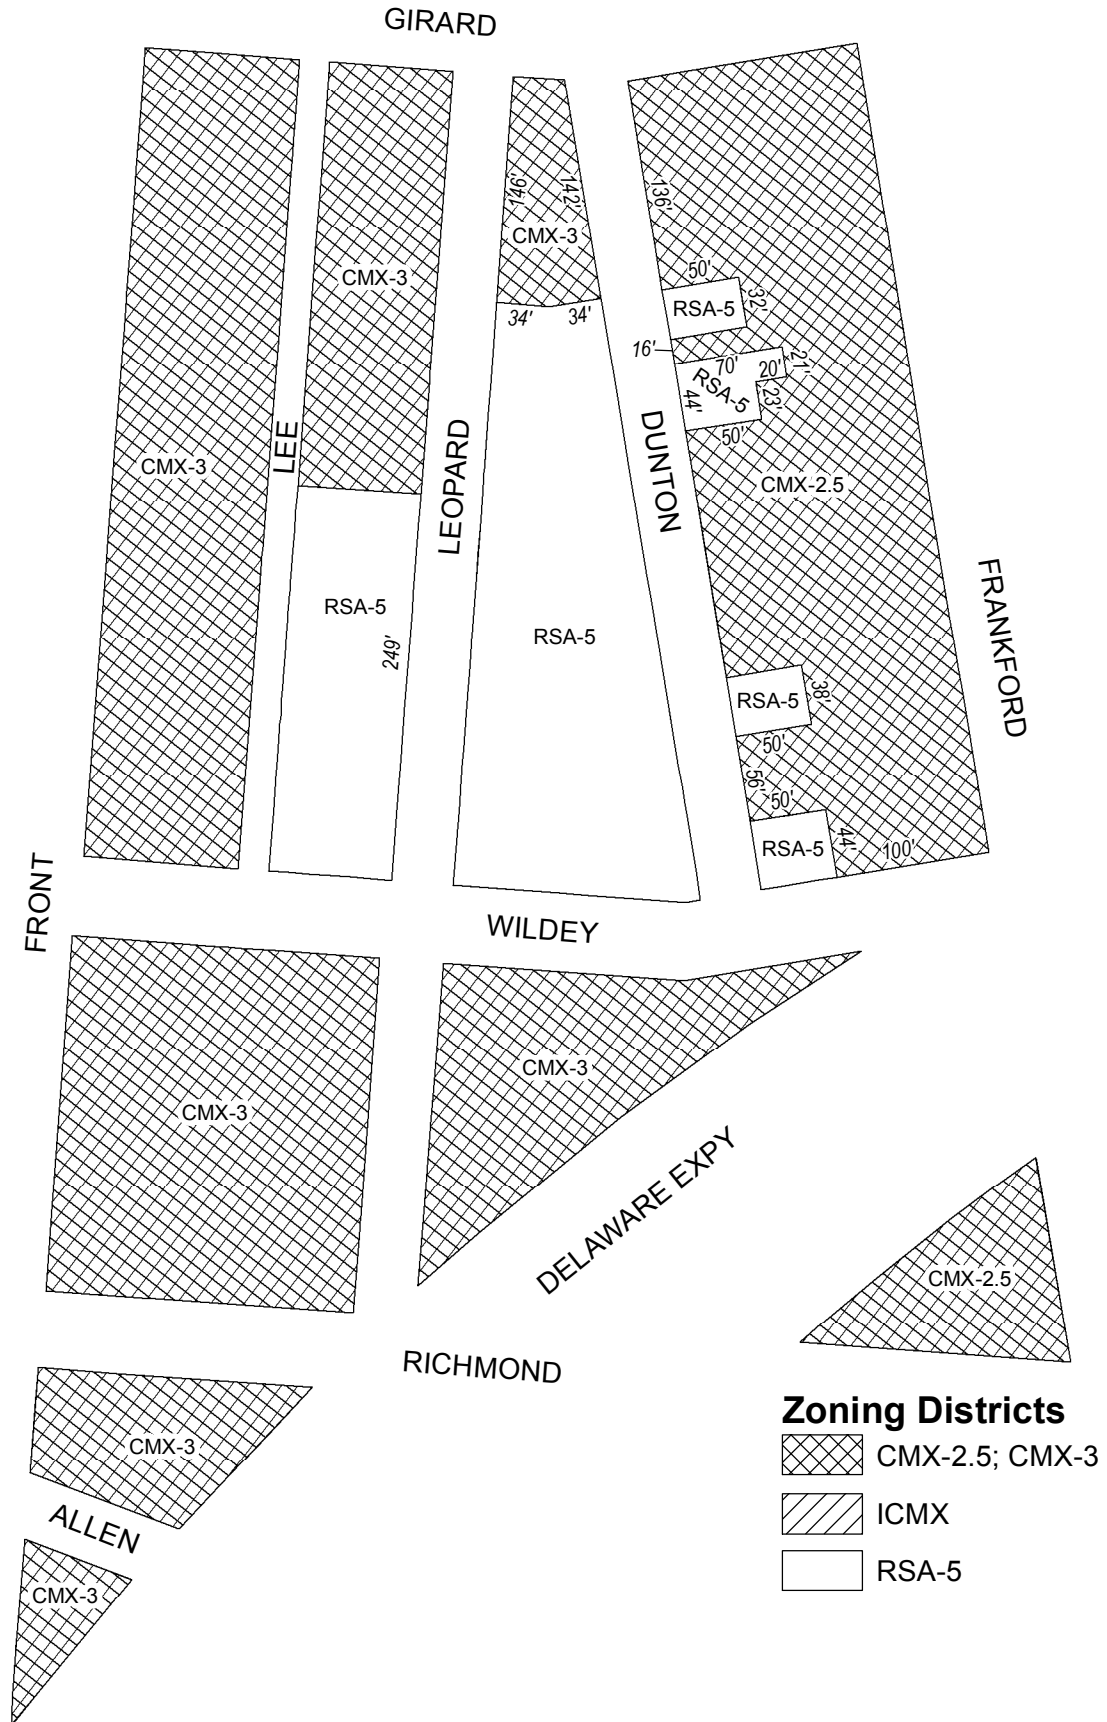 GIRARD
146'
142'
136'
CMX-3
CMX-3
50'
32'
RSA-5
34'
34'
16'
70'
20'
21'
RSA-5
44'
23'
50'
LEE
LEOPARD
DUNTON
CMX-3
CMX-2.5
RSA-5
249'
RSA-5
FRANKFORD
RSA-5
38'
50'
56'
50'
RSA-5
44'
100'
FRONT
WILDEY
CMX-3
CMX-3
DELAWARE EXPY
CMX-2.5
RICHMOND
CMX-3
ALLEN
CMX-3
Zoning Districts
CMX-2.5; CMX-3
ICMX
RSA-5